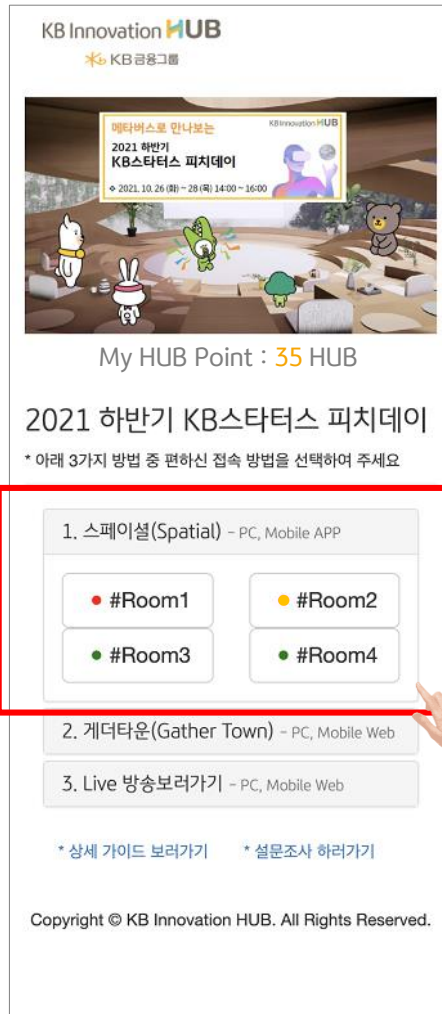 KB Innovation HUB
KB금융그룹
메타버스로 만나보는
KB Innovation HUB
2021 하반기
KB스타터스 피치데이
❖ 2021. 10. 26 (화) ~ 28 (목) 14:00 ~ 16:00
My HUB Point : 35 HUB
2021 하반기 KB스타터스 피치데이
* 아래 3가지 방법 중 편하신 접속 방법을 선택하여 주세요
1. 스페이셜(Spatial) - PC, Mobile APP
#Room1
#Room2
#Room3
#Room4
2. 게더타운(Gather Town) - PC, Mobile Web
3. Live 방송보러가기 - PC, Mobile Web
* 상세 가이드 보러가기 * 설문조사 하러가기
Copyright © KB Innovation HUB. All Rights Reserved.